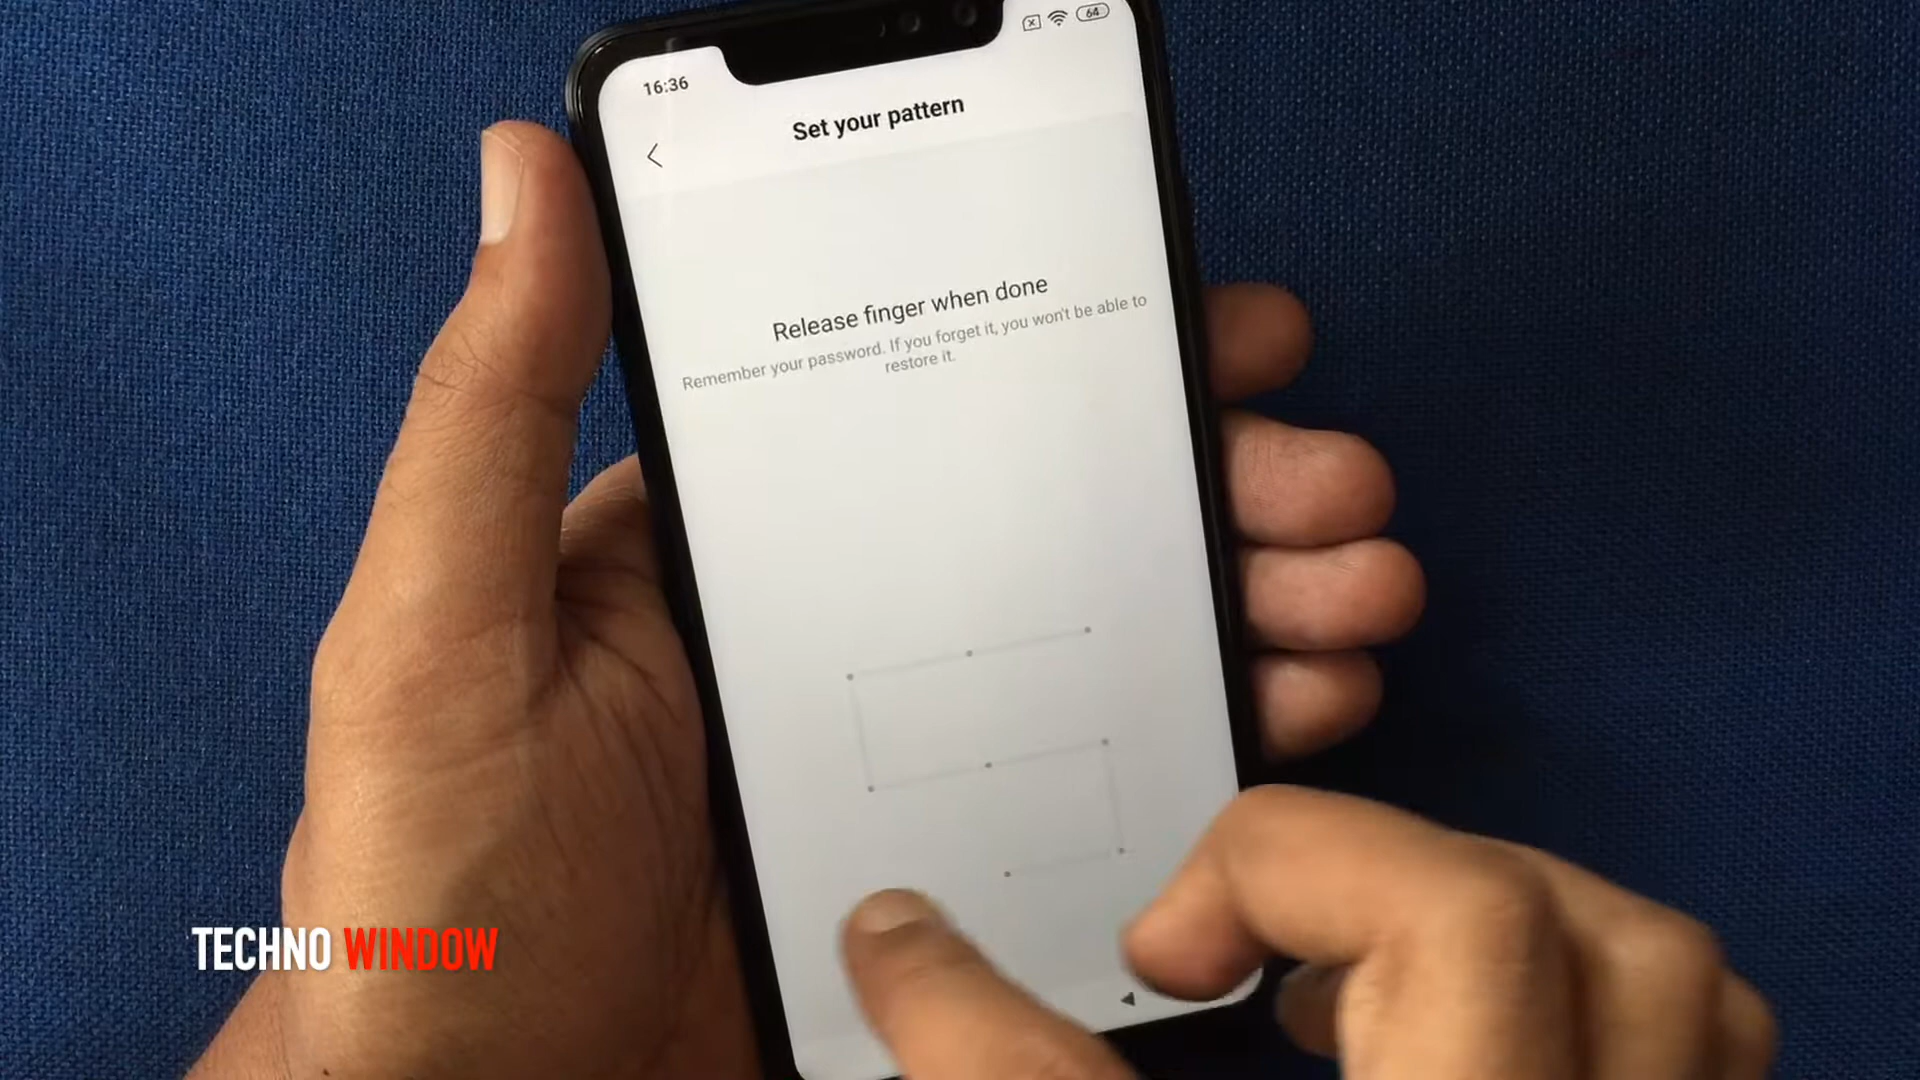 16:36
64
Set your pattern
Release finger when done
Remember your password. If you forget it, you won't be able to
restore it.
TECHNO WINDOW